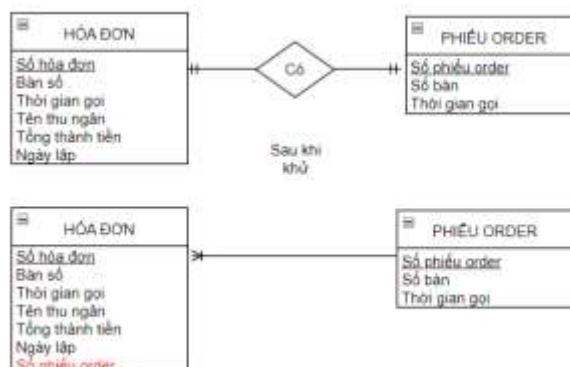 HÓA ĐƠN
Số hóa đơn
Bàn số
Thời gian gọi
Tên thu ngân
Tổng thành tiền
Ngày lập
Có
PHIẾU ORDER
Số phiếu order
Số bàn
Thời gian gọi
Sau khi
khử
HÓA ĐƠN
Số hóa đơn
Bàn số
Thời gian gọi
Tên thu ngân
Tổng thành tiền
Ngày lập
Số phiếu order
PHIẾU ORDER
Số phiếu order
Số bàn
Thời gian gọi